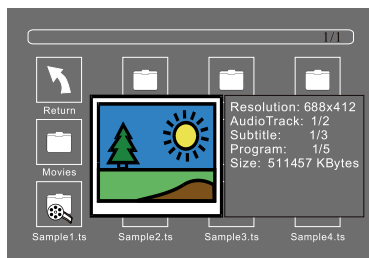 1/1
Return
Resolution: 688x412
AudioTrack: 1/2
Subtitle: 1/3
Program: 1/5
Size: 511457 KBytes
Movies
Sample1.ts
Sample2.ts
Sample3.ts
Sample4.ts